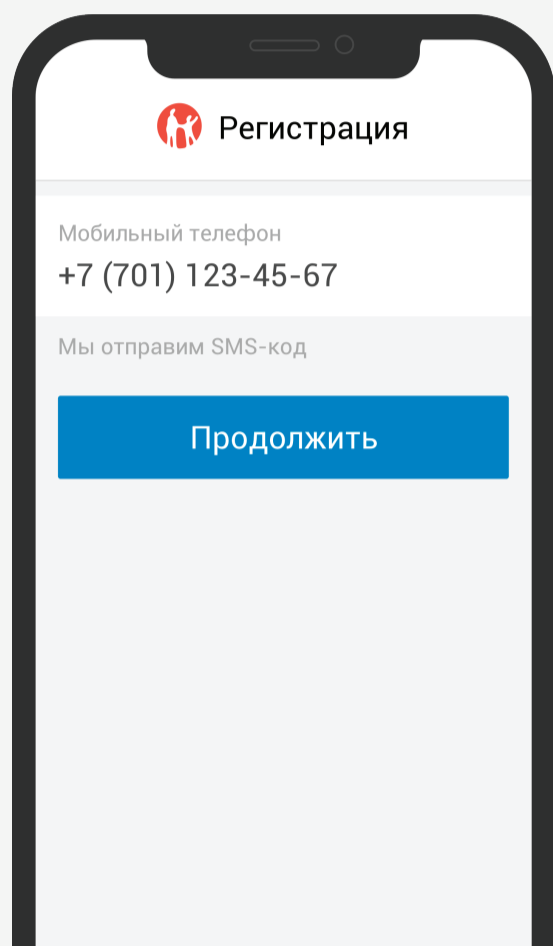 Регистрация
Мобильный телефон
+7 (701) 123-45-67
Мы отправим SMS-код
Продолжить